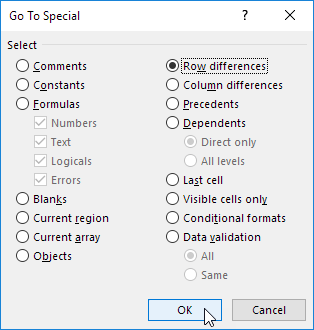 Go To Special
?
Select
Comments
Constants
Formulas
Numbers
Text
Logicals
Errors
Blanks
Current region
Current array
Objects
Row differences
Column differences
Precedents
Dependents
Direct only
All levels
Last cell
Visible cells only
Conditional formats
Data validation
All
Same
OK
Cancel